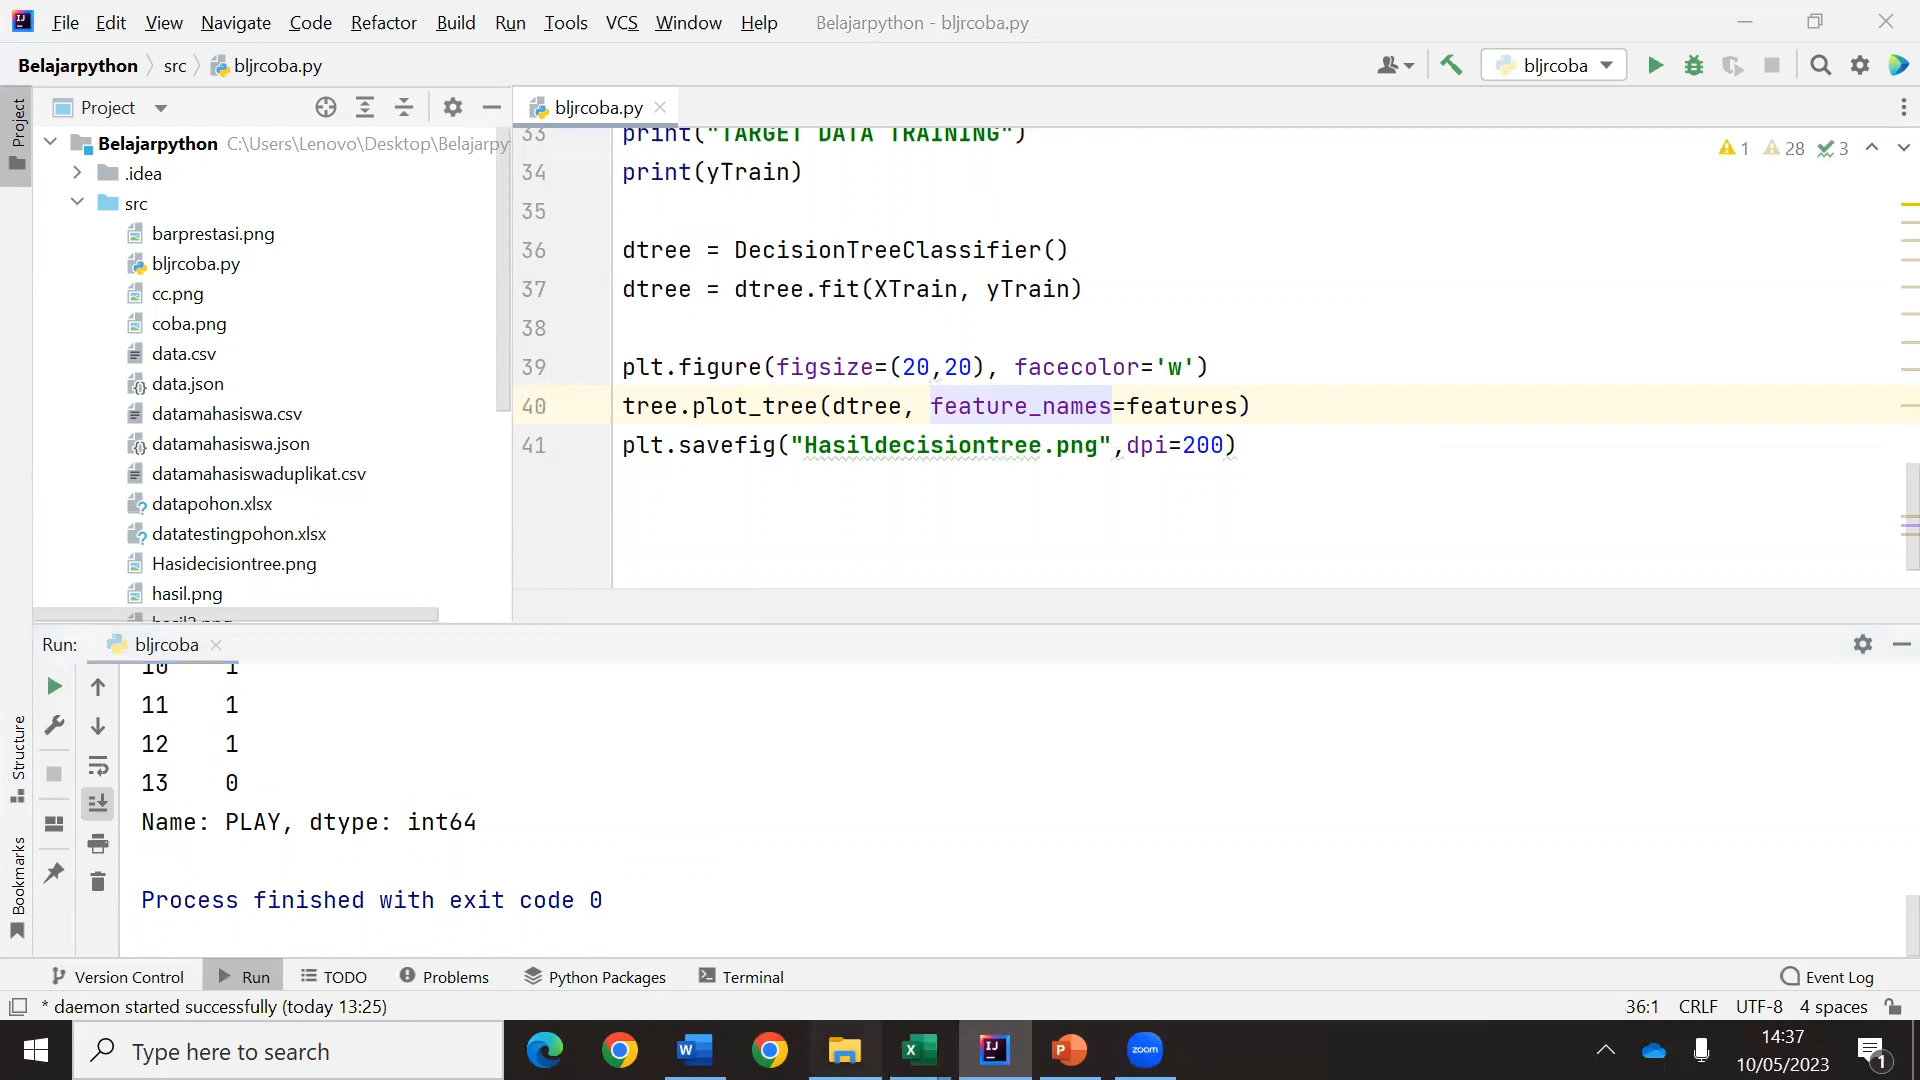 File Edit View Navigate Code Refactor Build Run Tools VCS Window Help Belajarpython - bljrcoba.py
Belajarpython src bljrcoba.py bljrcoba
Project bljrcoba.py
Belajarpython C:\Users\Lenovo\Desktop\Belajarpy
.idea
src
barprestasi.png
bljrcoba.py
cc.png
coba.png
data.csv
data.json
datamahasiswa.csv
datamahasiswa.json
datamahasiswaduplikat.csv
datapohon.xlsx
datatestingpohon.xlsx
Hasidecisiontree.png
hasil.png
33 print("TARGET DATA TRAINING")
34 print(yTrain)
35
36 dtree = DecisionTreeClassifier()
37 dtree = dtree.fit(XTrain, yTrain)
38
39 plt.figure(figsize=(20,20), facecolor='w')
40 tree.plot_tree(dtree, feature_names=features)
41 plt.savefig("Hasildecisiontree.png",dpi=200)
1 28 3
Project
Structure
Bookmarks
Run: bljrcoba
10 1
11 1
12 1
13 0
Name: PLAY, dtype: int64
Process finished with exit code 0
Version Control Run TODO Problems Python Packages Terminal Event Log
* daemon started successfully (today 13:25) 36:1 CRLF UTF-8 4 spaces
Type here to search
zoom
14:37
10/05/2023
1